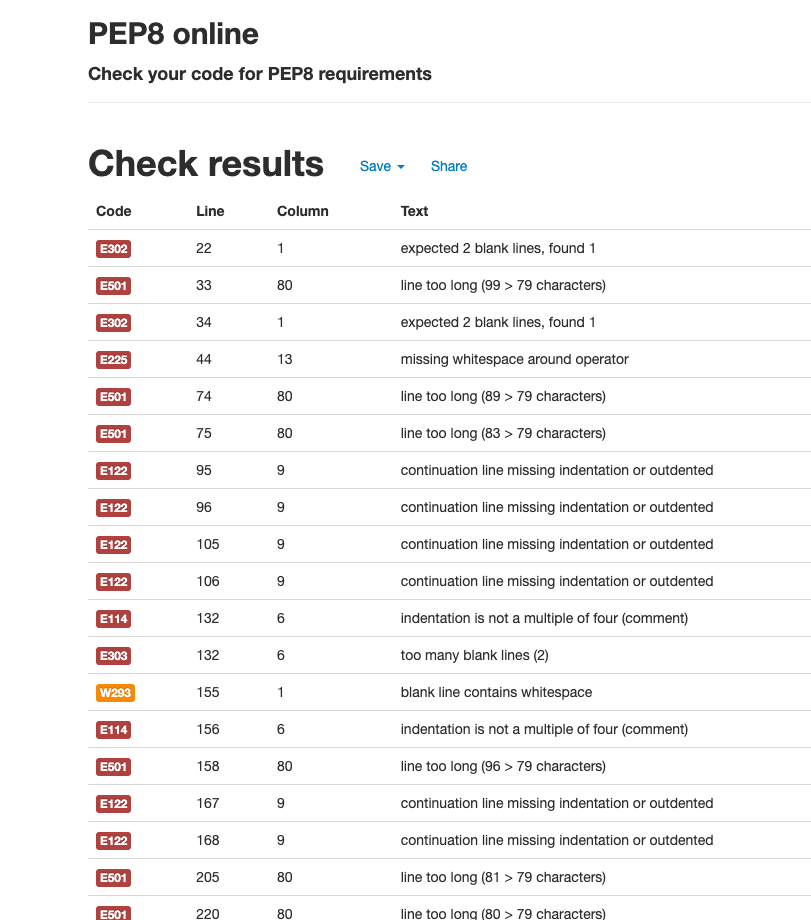 PEP8 online
Check your code for PEP8 requirements
Check results Save Share
Code Line Column Text
E302 22 1 expected 2 blank lines, found 1
E501 33 80 line too long (99 > 79 characters)
E302 34 1 expected 2 blank lines, found 1
E225 44 13 missing whitespace around operator
E501 74 80 line too long (89 > 79 characters)
E501 75 80 line too long (83 > 79 characters)
E122 95 9 continuation line missing indentation or outdented
E122 96 9 continuation line missing indentation or outdented
E122 105 9 continuation line missing indentation or outdented
E122 106 9 continuation line missing indentation or outdented
E114 132 6 indentation is not a multiple of four (comment)
E303 132 6 too many blank lines (2)
W293 155 1 blank line contains whitespace
E114 156 6 indentation is not a multiple of four (comment)
E501 158 80 line too long (96 > 79 characters)
E122 167 9 continuation line missing indentation or outdented
E122 168 9 continuation line missing indentation or outdented
E501 205 80 line too long (81 > 79 characters)
E501 220 80 line too long (80 > 79 characters)